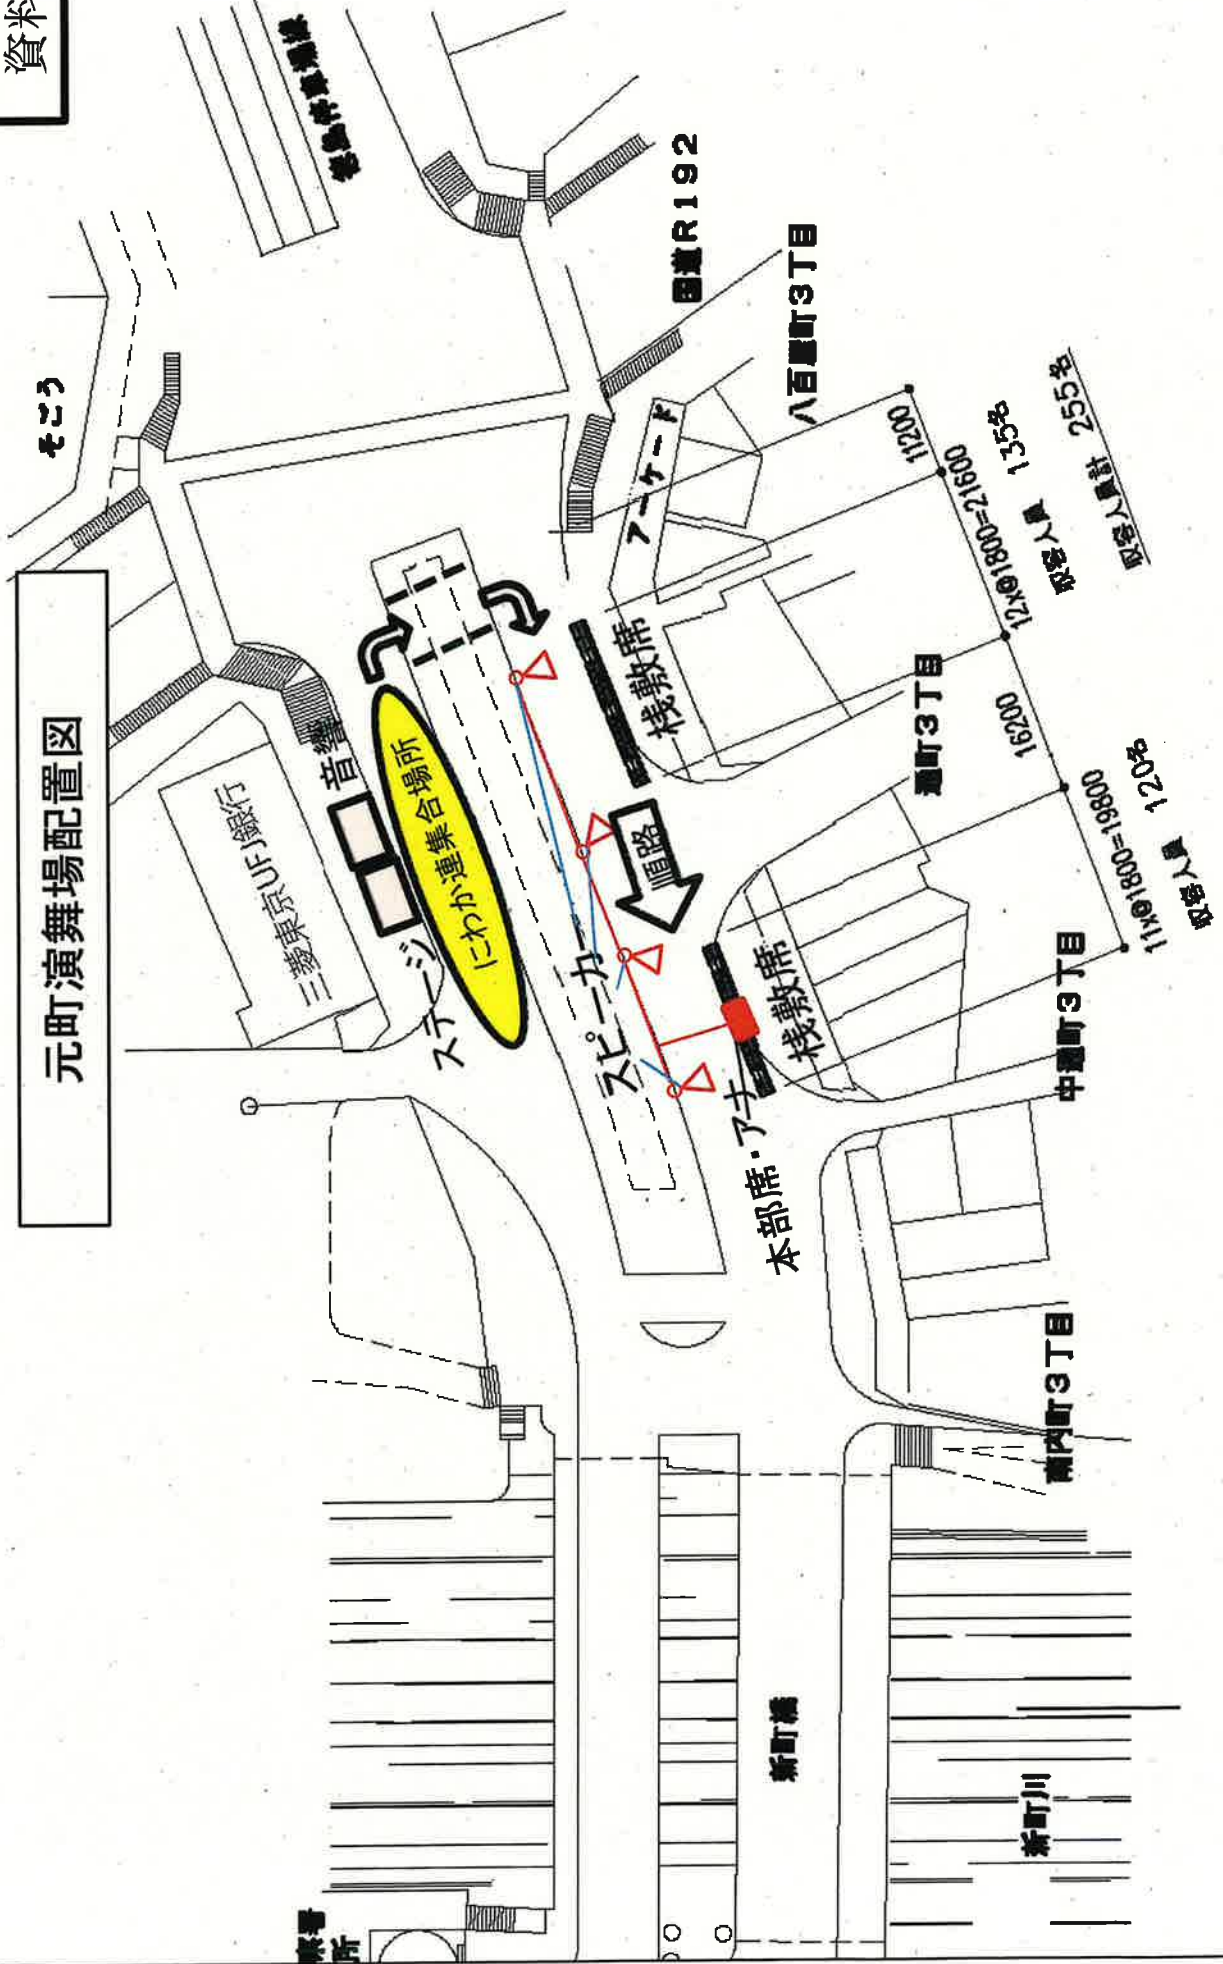 資料
元町演舞場配置図
そごう
徳島停車場線
国道R192
八百屋町3丁目
アーケード
三菱東京UFJ銀行
音響
ステージ
にわか連集合場所
スピーカー
順路
桟敷席
桟敷席
本部席・アナ
通町3丁目
中通町3丁目
南内町3丁目
11200
12x@1800=21600
収容人員 135名
16200
11x@1800=19800
収容人員 120名
収容人員計 255名
新町橋
新町川
所